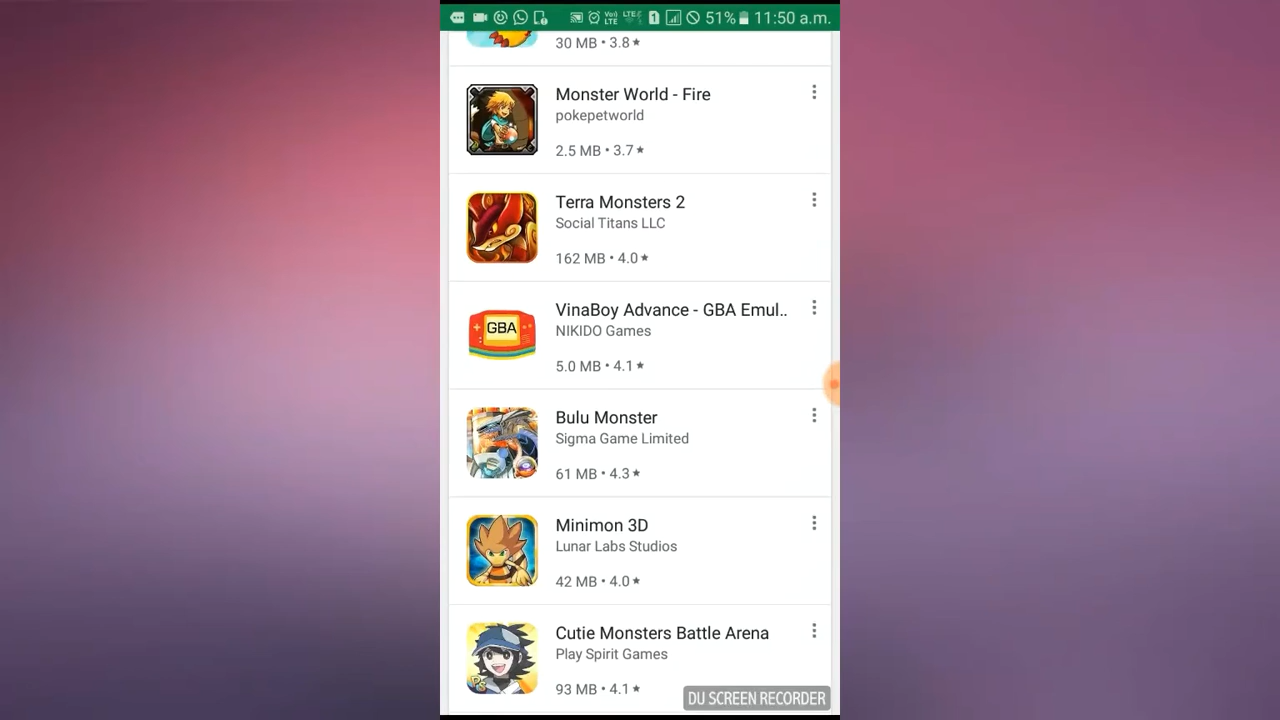 51% 11:50 a.m.
30 MB • 3.8 ★
Monster World - Fire
pokepetworld
2.5 MB • 3.7 ★
Terra Monsters 2
Social Titans LLC
162 MB • 4.0 ★
VinaBoy Advance - GBA Emul..
NIKIDO Games
GBA
5.0 MB • 4.1 ★
Bulu Monster
Sigma Game Limited
61 MB • 4.3 ★
Minimon 3D
Lunar Labs Studios
42 MB • 4.0 ★
Cutie Monsters Battle Arena
Play Spirit Games
93 MB • 4.1 ★
DU SCREEN RECORDER